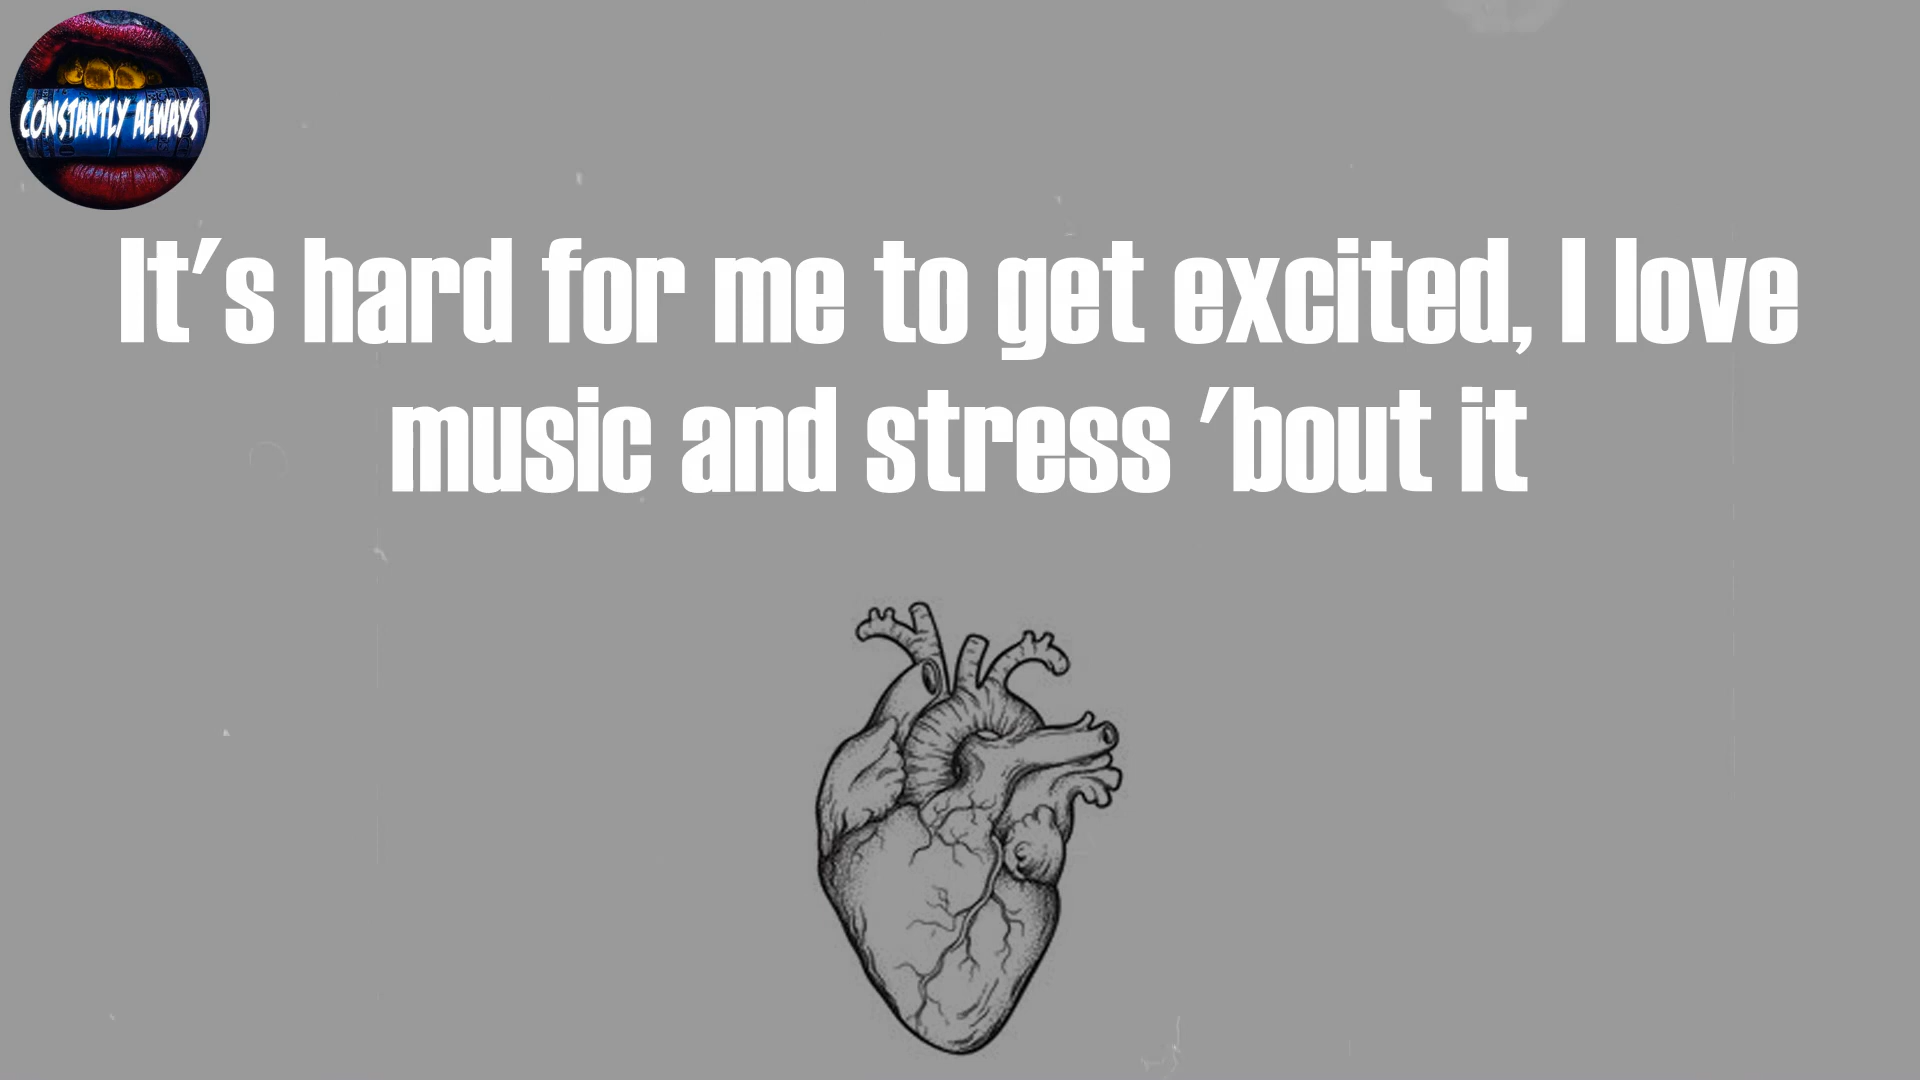 CONSTANTLY ALWAYS
It's hard for me to get excited, I love
music and stress 'bout it